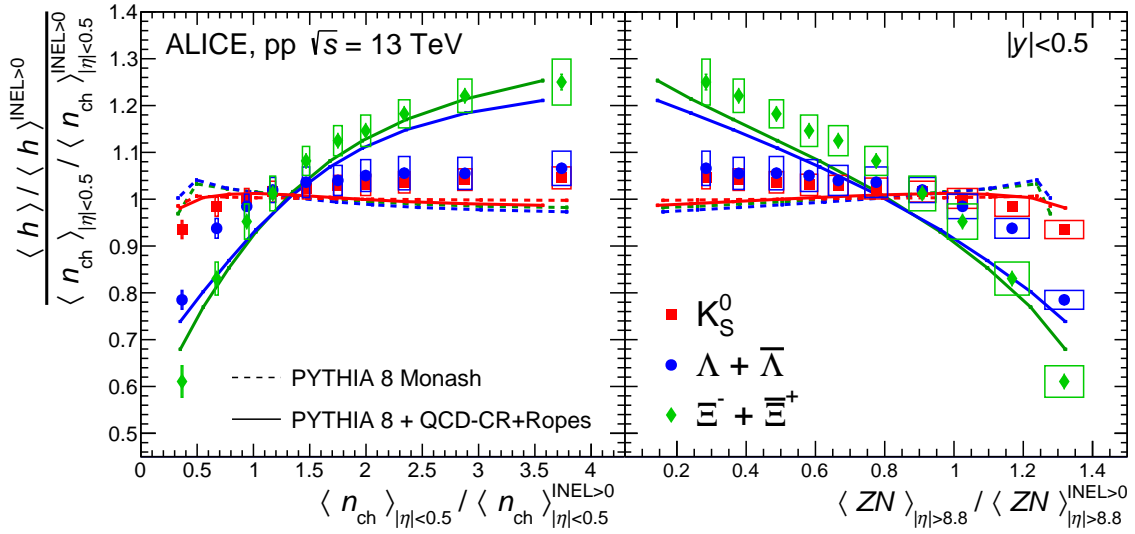 ⟨ h ⟩ / ⟨ h ⟩^INEL>0
⟨ n_ch ⟩_|η|<0.5 / ⟨ n_ch ⟩^INEL>0_|η|<0.5
1.4
1.3
1.2
1.1
1
0.9
0.8
0.7
0.6
0.5
ALICE, pp √s = 13 TeV
PYTHIA 8 Monash
PYTHIA 8 + QCD-CR+Ropes
0 0.5 1 1.5 2 2.5 3 3.5 4
⟨ n_ch ⟩_|η|<0.5 / ⟨ n_ch ⟩^INEL>0_|η|<0.5
|y|<0.5
K^0_S
Λ + Λ̅
Ξ^- + Ξ̅^+
0.2 0.4 0.6 0.8 1 1.2 1.4
⟨ ZN ⟩_|η|>8.8 / ⟨ ZN ⟩^INEL>0_|η|>8.8